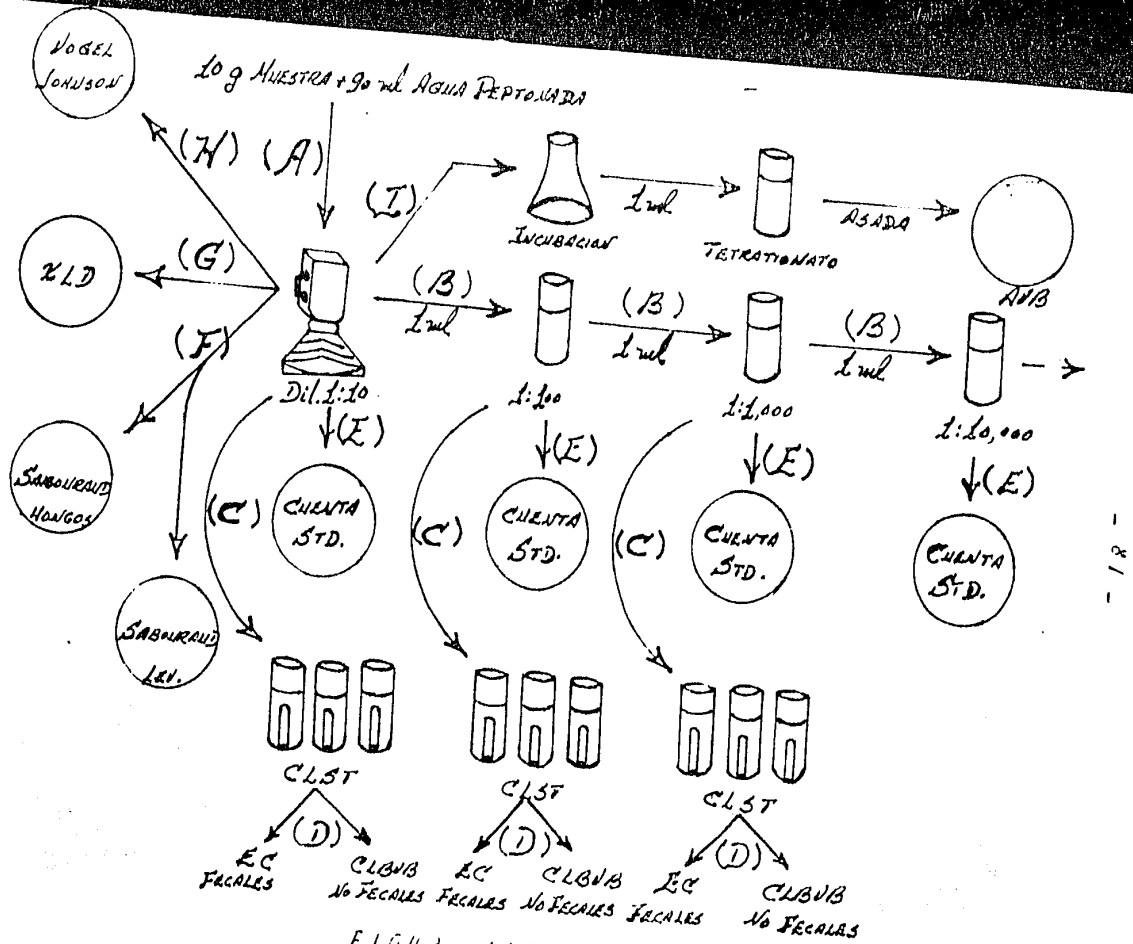 VOGEL
JOHNSON
10 g MUESTRA + 90 ml AGUA PEPTONADA
(H)
(A)
(I)
INCUBACION
1 ml
TETRATIONATO
ASADA
AVB
XLD
(G)
(F)
Dil. 1:10
(B)
1 ml
1:100
(B)
1 ml
1:1,000
(B)
1 ml
1:10,000
(E)
(E)
(E)
(E)
(C)
(C)
(C)
CUENTA
STD.
CUENTA
STD.
CUENTA
STD.
CUENTA
STD.
SABOURAUD
HONGOS
SABOURAUD
LEV.
CLST
CLST
CLST
(D)
(D)
(D)
EC
FECALES
CLBVB
NO FECALES
EC
FECALES
CLBVB
NO FECALES
EC
FECALES
CLBVB
NO FECALES
- 18 -